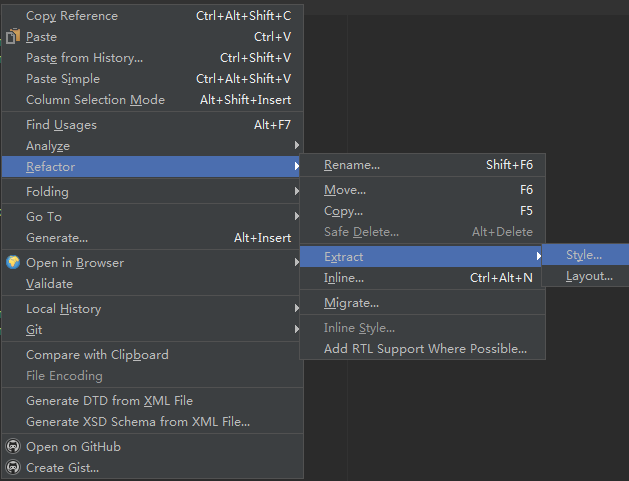 Copy Reference Ctrl+Alt+Shift+C
Paste Ctrl+V
Paste from History... Ctrl+Shift+V
Paste Simple Ctrl+Alt+Shift+V
Column Selection Mode Alt+Shift+Insert
Find Usages Alt+F7
Analyze
Refactor
Folding
Go To
Generate... Alt+Insert
Open in Browser
Validate
Local History
Git
Compare with Clipboard
File Encoding
Generate DTD from XML File
Generate XSD Schema from XML File...
Open on GitHub
Create Gist...
Rename... Shift+F6
Move... F6
Copy... F5
Safe Delete... Alt+Delete
Extract
Inline... Ctrl+Alt+N
Migrate...
Inline Style...
Add RTL Support Where Possible...
Style...
Layout...